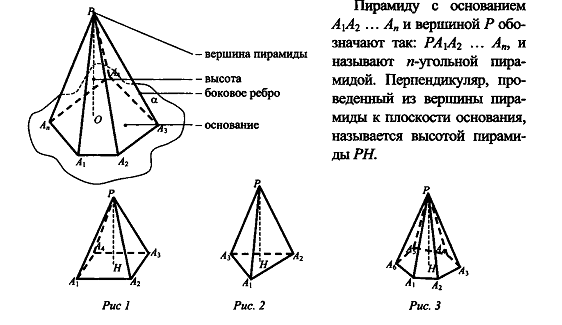 Пирамиду с основанием
A₁A₂ ... Aₙ и вершиной P обо-
значают так: PA₁A₂ ... Aₙ, и
называют n-угольной пира-
мидой. Перпендикуляр, про-
веденный из вершины пира-
миды к плоскости основания,
называется высотой пирами-
ды PH.
P
вершина пирамиды
высота
боковое ребро
α
основание
O
Aₙ
A₃
A₁
A₂
P
A₄
H
A₃
A₁
A₂
Рис 1
P
A₃
H
A₂
A₁
Рис. 2
P
A₅
A₆
H
A₃
A₁
A₂
Рис. 3